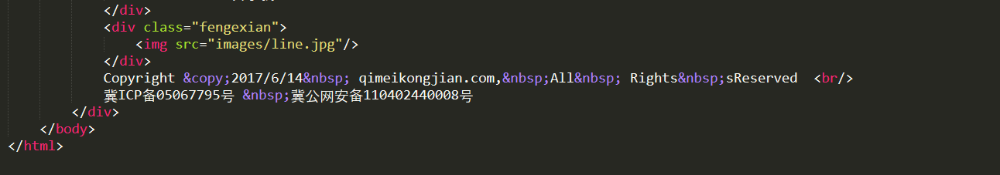 </div>
<div class="fengexian">
<img src="images/line.jpg"/>
</div>
Copyright &copy;2017/6/14&nbsp; qimeikongjian.com,&nbsp;All&nbsp; Rights&nbsp;sReserved  <br/>
冀ICP备05067795号 &nbsp;冀公网安备110402440008号
</div>
</body>
</html>